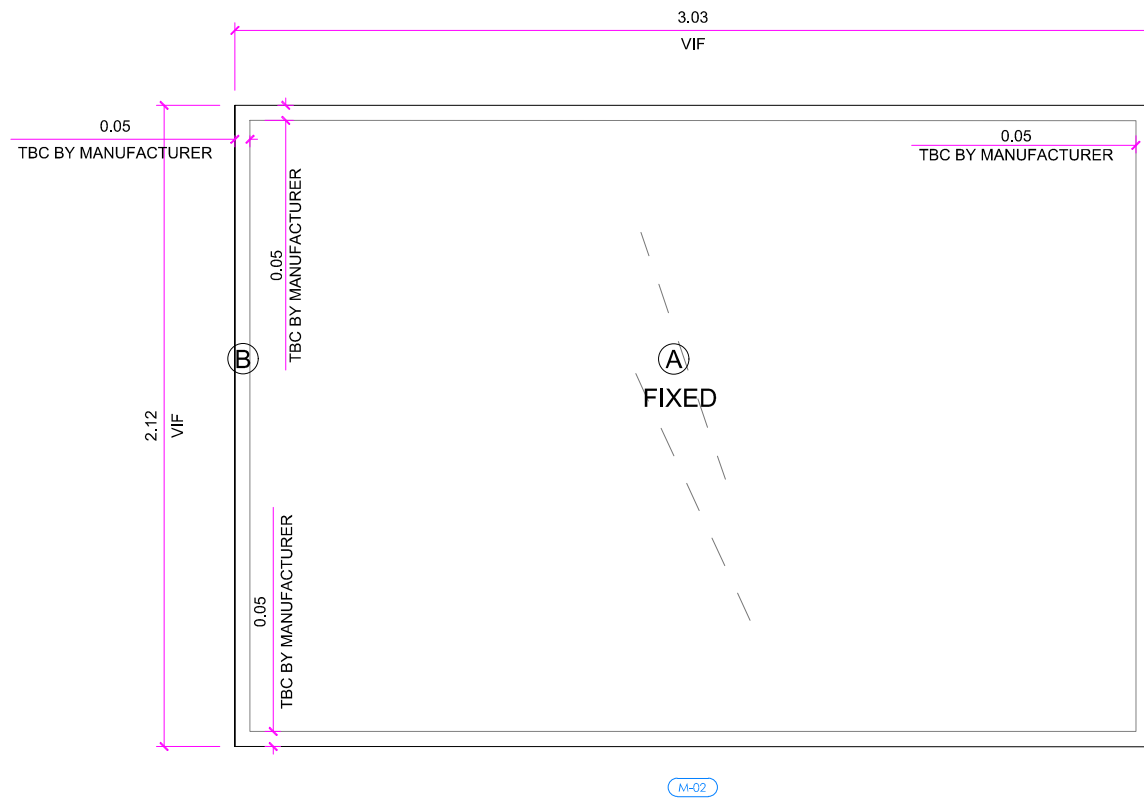 3.03
VIF
0.05
TBC BY MANUFACTURER
0.05
TBC BY MANUFACTURER
0.05
TBC BY MANUFACTURER
B
A
FIXED
2.12
VIF
0.05
TBC BY MANUFACTURER
M-02